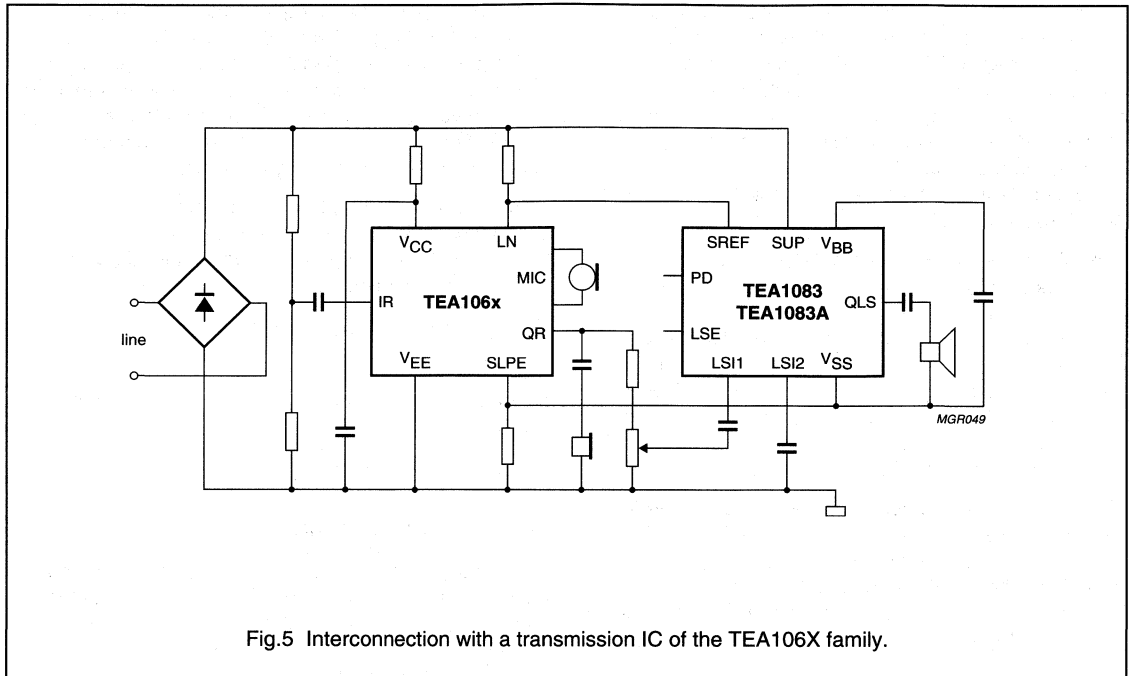 VCC
LN
SREF
SUP
VBB
MIC
PD
IR
TEA106x
TEA1083
TEA1083A
QLS
line
QR
LSE
VEE
SLPE
LSI1
LSI2
VSS
MGR049
Fig.5 Interconnection with a transmission IC of the TEA106X family.